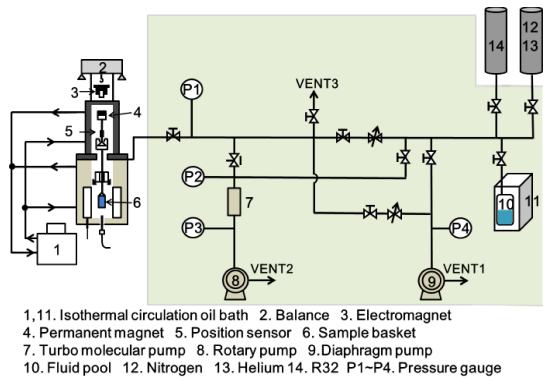 12
14 13
2
3
P1
VENT3
4
5
P2
6
7
10 11
P3
P4
1
8 VENT2
9 VENT1
1,11. Isothermal circulation oil bath 2. Balance 3. Electromagnet
4. Permanent magnet 5. Position sensor 6. Sample basket
7. Turbo molecular pump 8. Rotary pump 9.Diaphragm pump
10. Fluid pool 12. Nitrogen 13. Helium 14. R32 P1~P4. Pressure gauge